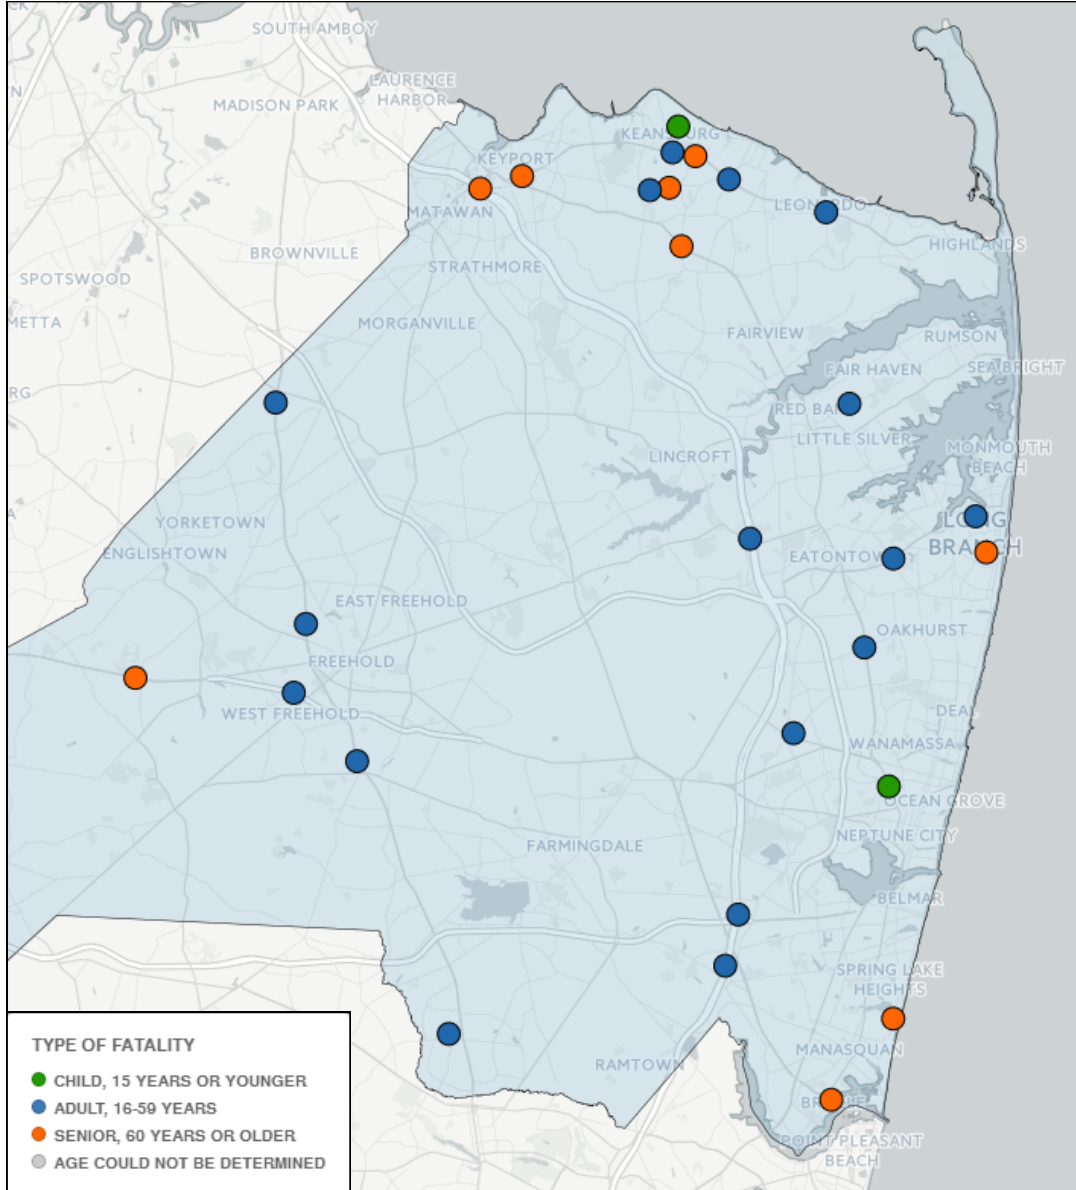 CK
SOUTH AMBOY
LAURENCE
HARBOR
N
MADISON PARK
KEANSBURG
KEYPORT
MATAWAN
LEONARDO
HIGHLANDS
BROWNVILLE
STRATHMORE
SPOTSWOOD
METTA
MORGANVILLE
FAIRVIEW
RUMSON
SEA BRIGHT
FAIR HAVEN
RG
RED BA
LITTLE SILVER
MONMOUTH
BEACH
LINCROFT
A
YORKETOWN
LONG
BRANCH
ENGLISHTOWN
EATONTOW
EAST FREEHOLD
OAKHURST
FREEHOLD
WEST FREEHOLD
DEAL
WANAMASSA
OCEAN GROVE
NEPTUNE CITY
FARMINGDALE
BELMAR
SPRING LAKE
HEIGHTS
MANASQUAN
RAMTOWN
POINT PLEASANT
BEACH
TYPE OF FATALITY
CHILD, 15 YEARS OR YOUNGER
ADULT, 16-59 YEARS
SENIOR, 60 YEARS OR OLDER
AGE COULD NOT BE DETERMINED